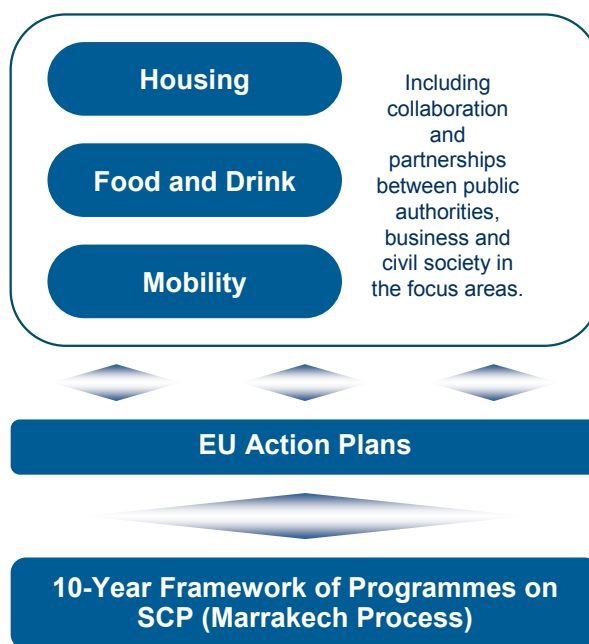 Housing
Food and Drink
Mobility
Including
collaboration
and
partnerships
between public
authorities,
business and
civil society in
the focus areas.
EU Action Plans
10-Year Framework of Programmes on
SCP (Marrakech Process)